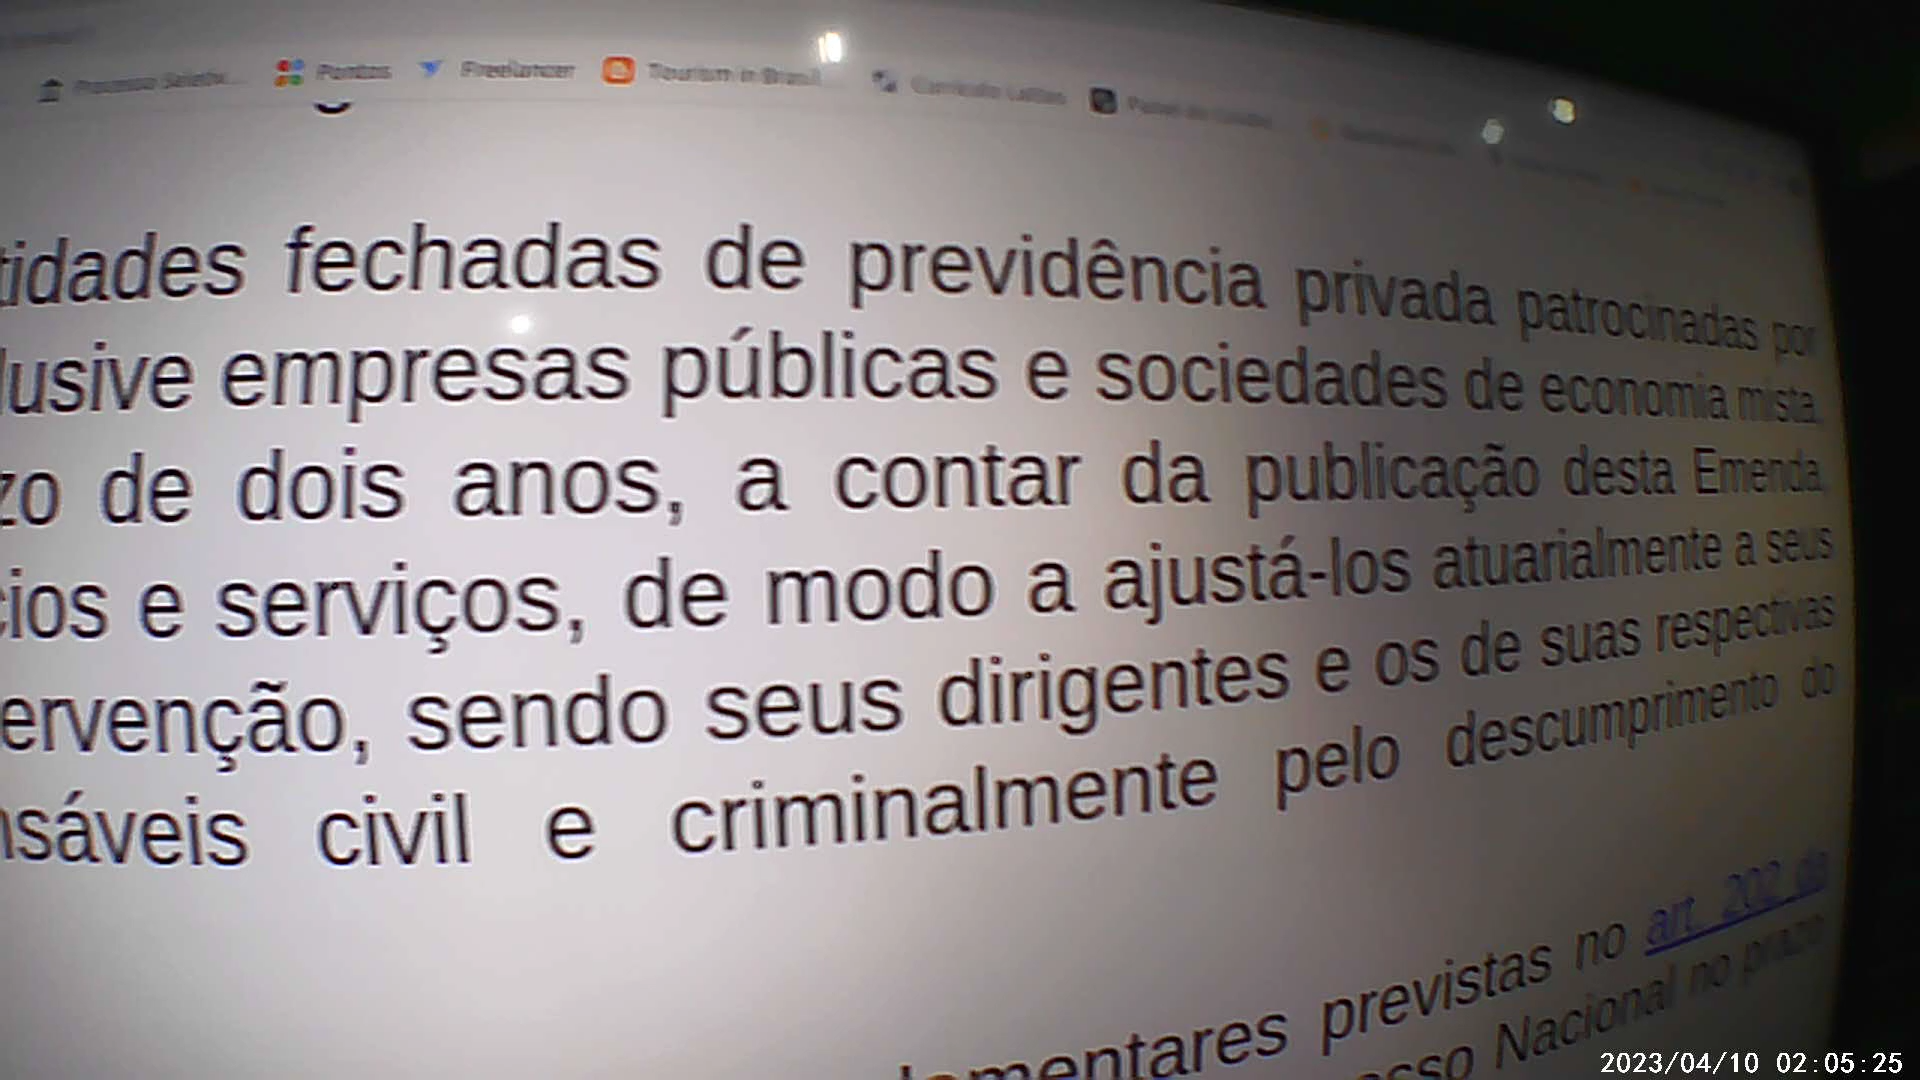 Pontos Freelancer Tourism in Brasil
tidades fechadas de previdência privada patrocinadas por
lusive empresas públicas e sociedades de economia mista,
zo de dois anos, a contar da publicação desta Emenda,
cios e serviços, de modo a ajustá-los atuarialmente a seus
ervenção, sendo seus dirigentes e os de suas respectivas
nsáveis civil e criminalmente pelo descumprimento do
lementares previstas no art. 202 da
esso Nacional no prazo
2023/04/10 02:05:25